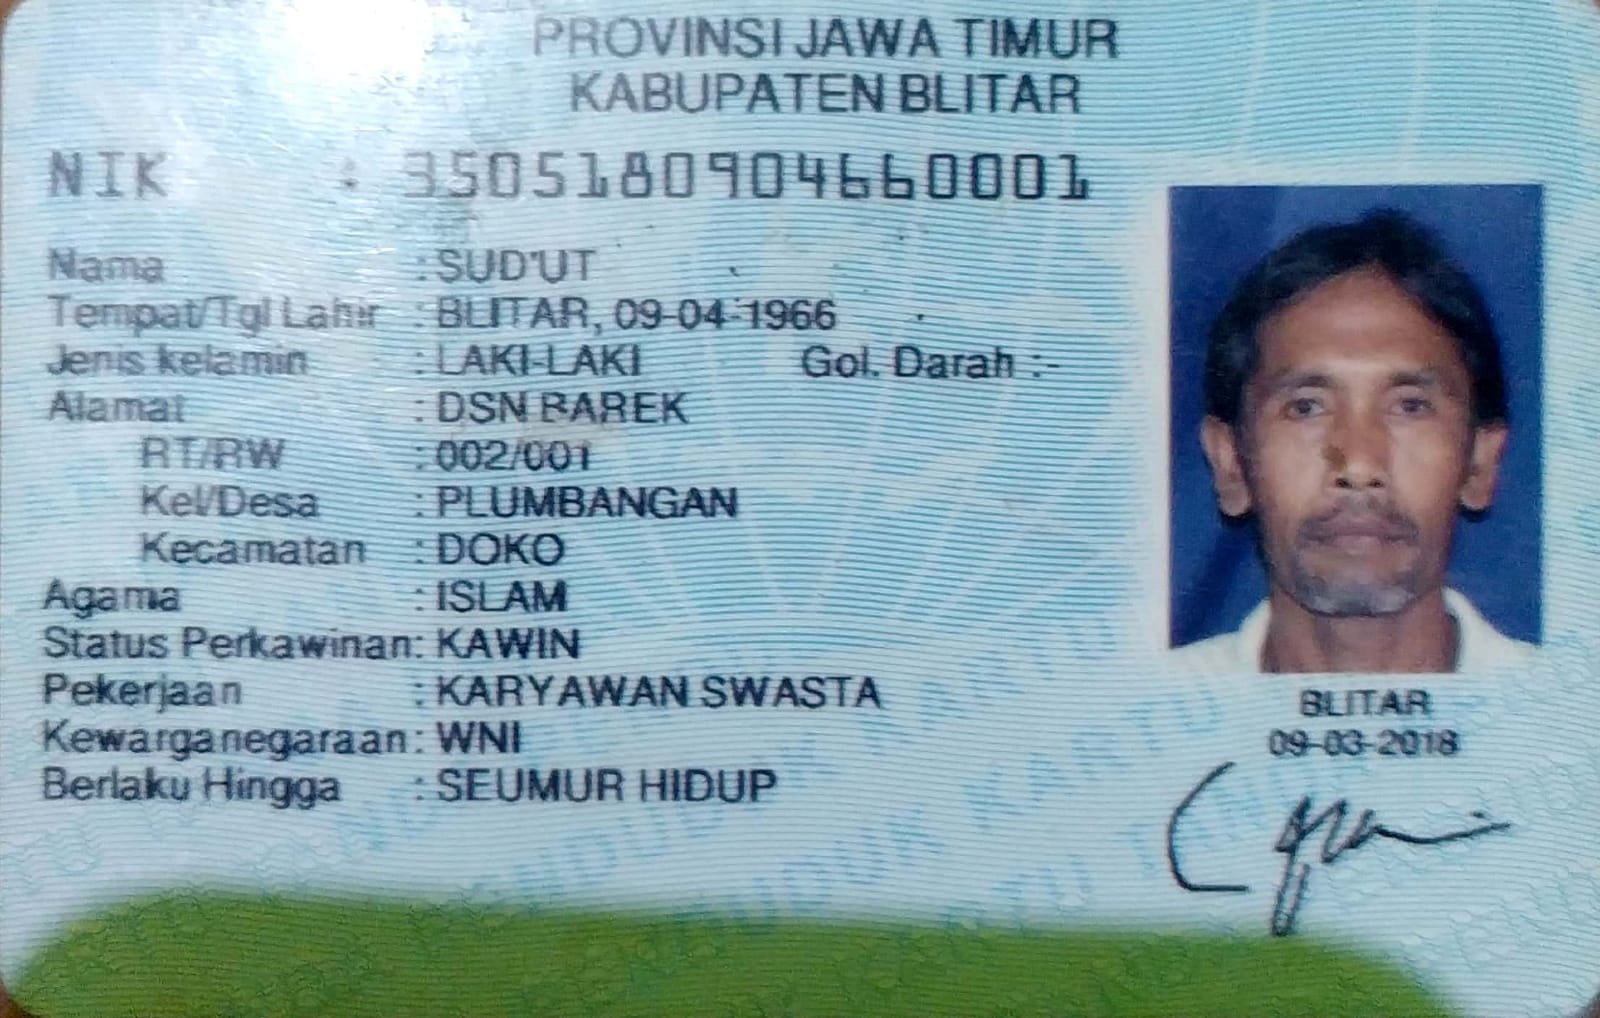 PROVINSI JAWA TIMUR
KABUPATEN BLITAR
NIK : 3505180904660001
Nama : SUD'UT
Tempat/Tgl Lahir : BLITAR, 09-04-1966
Jenis kelamin : LAKI-LAKI Gol. Darah :-
Alamat : DSN BAREK
RT/RW : 002/001
Kel/Desa : PLUMBANGAN
Kecamatan : DOKO
Agama : ISLAM
Status Perkawinan: KAWIN
Pekerjaan : KARYAWAN SWASTA
Kewarganegaraan: WNI
Berlaku Hingga : SEUMUR HIDUP
BLITAR
09-03-2018